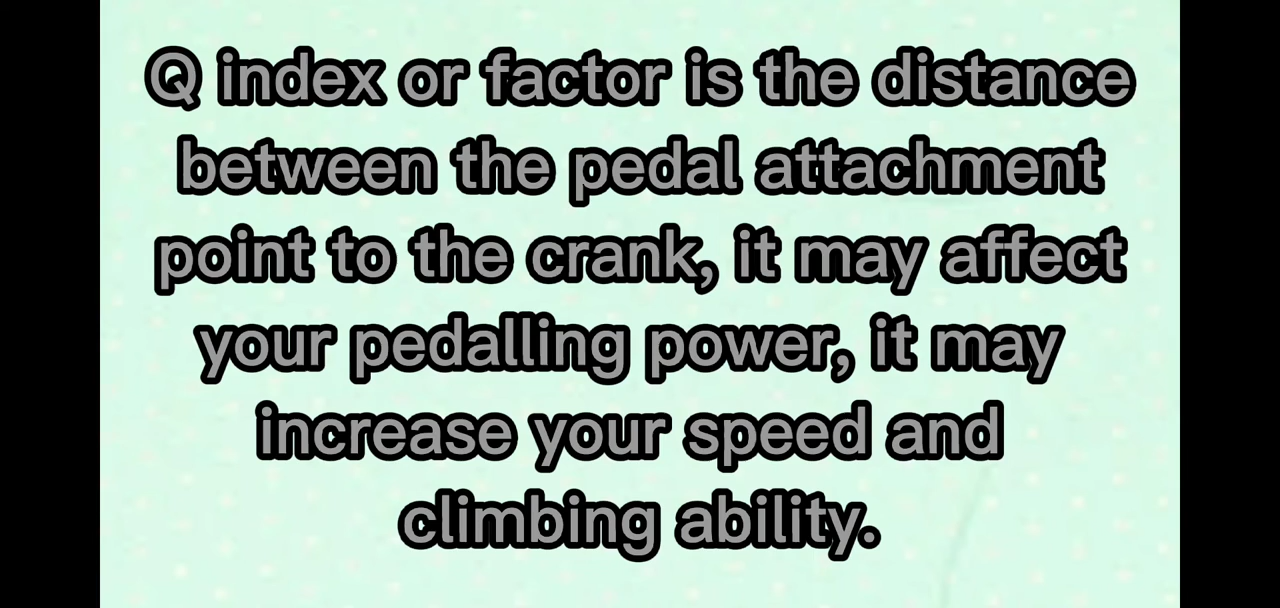 Q index or factor is the distance
between the pedal attachment
point to the crank, it may affect
your pedalling power, it may
increase your speed and
climbing ability.